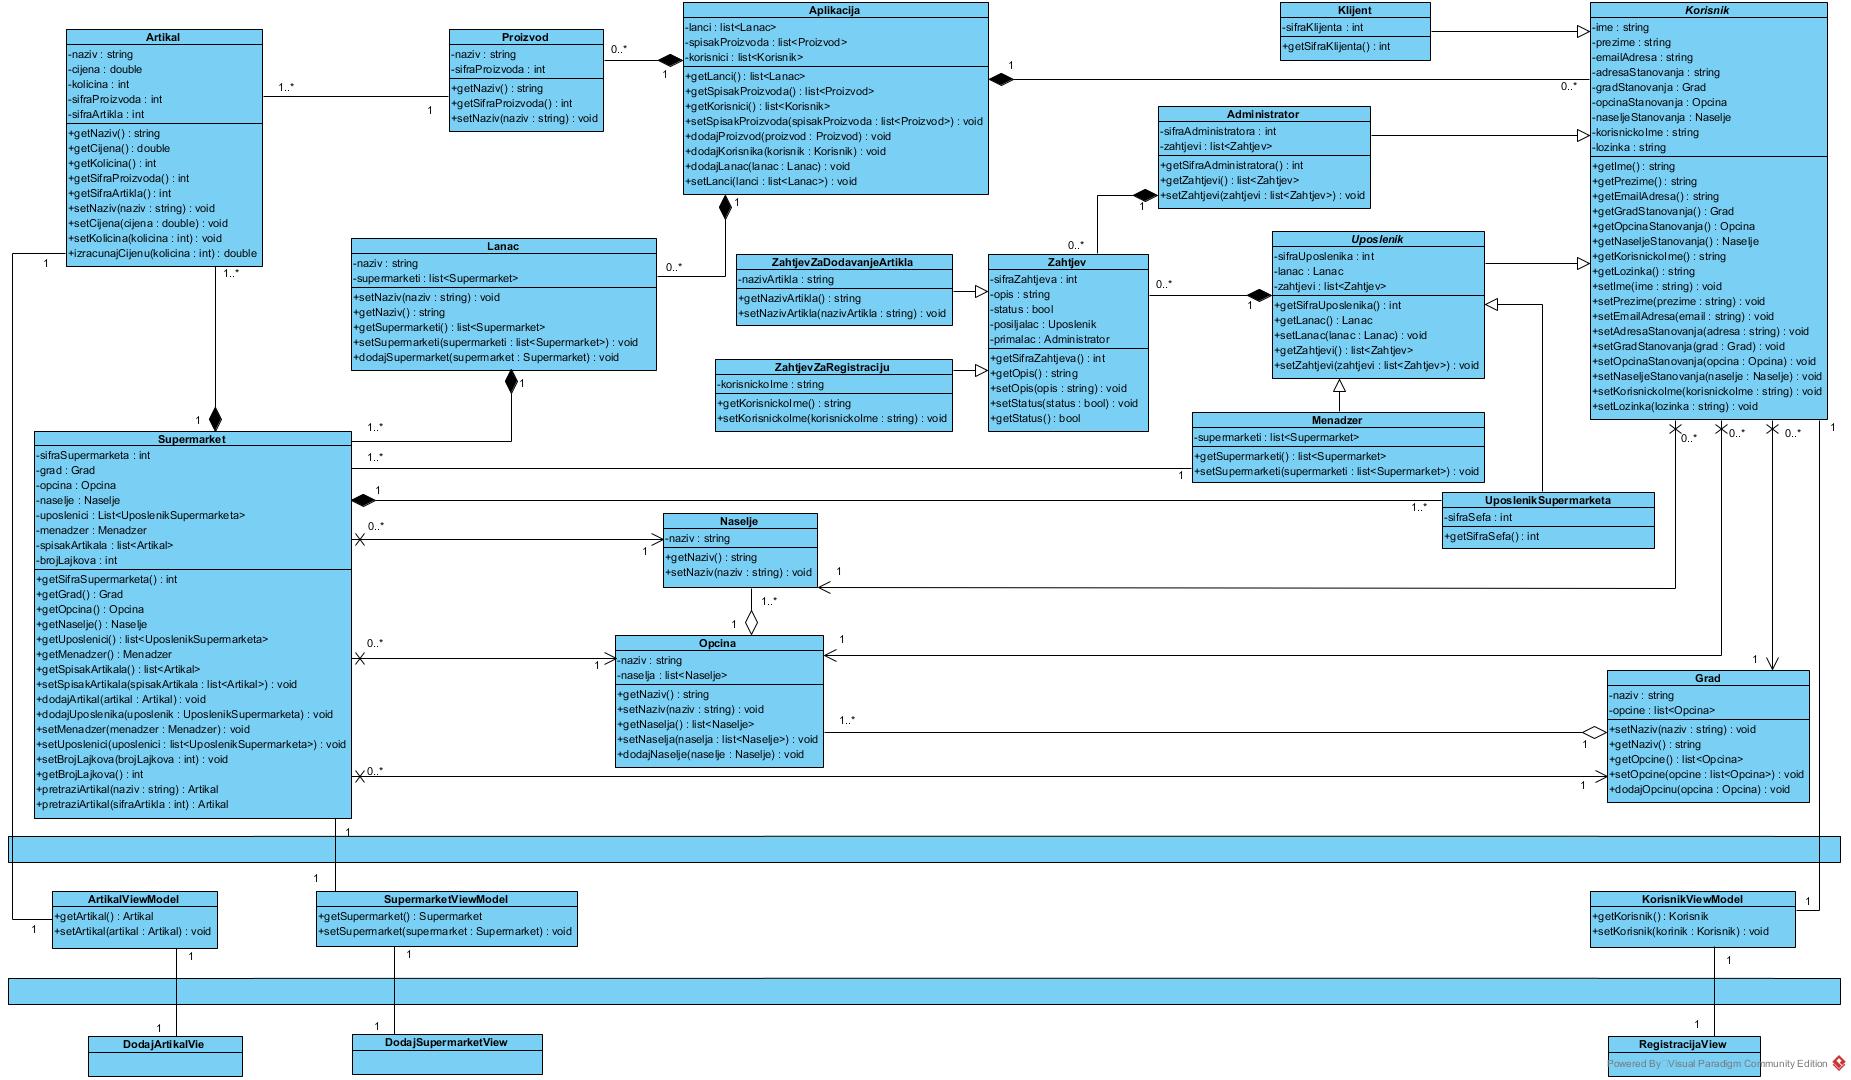 Artikal
-naziv : string
-cijena : double
-kolicina : int
-sifraProizvoda : int
-sifraArtikla : int
+getNaziv() : string
+getCijena() : double
+getKolicina() : int
+getSifraProizvoda() : int
+getSifraArtikla() : int
+setNaziv(naziv : string) : void
+setCijena(cijena : double) : void
+setKolicina(kolicina : int) : void
+izracunajCijenu(kolicina : int) : double
1..*
1
1
1..*
1
Proizvod
-naziv : string
-sifraProizvoda : int
+getNaziv() : string
+getSifraProizvoda() : int
+setNaziv(naziv : string) : void
0..*
1
Aplikacija
-lanci : list<Lanac>
-spisakProizvoda : list<Proizvod>
-korisnici : list<Korisnik>
+getLanci() : list<Lanac>
+getSpisakProizvoda() : list<Proizvod>
+getKorisnici() : list<Korisnik>
+setSpisakProizvoda(spisakProizvoda : list<Proizvod>) : void
+dodajProizvod(proizvod : Proizvod) : void
+dodajKorisnika(korisnik : Korisnik) : void
+dodajLanac(lanac : Lanac) : void
+setLanci(lanci : list<Lanac>) : void
1
0..*
1
0..*
Klijent
-sifraKlijenta : int
+getSifraKlijenta() : int
Administrator
-sifraAdministratora : int
-zahtjevi : list<Zahtjev>
+getSifraAdministratora() : int
+getZahtjevi() : list<Zahtjev>
+setZahtjevi(zahtjevi : list<Zahtjev>) : void
1
0..*
Korisnik
-ime : string
-prezime : string
-emailAdresa : string
-adresaStanovanja : string
-gradStanovanja : Grad
-opcinaStanovanja : Opcina
-naseljeStanovanja : Naselje
-korisnickoIme : string
-lozinka : string
+getIme() : string
+getPrezime() : string
+getEmailAdresa() : string
+getGradStanovanja() : Grad
+getOpcinaStanovanja() : Opcina
+getNaseljeStanovanja() : Naselje
+getKorisnickoIme() : string
+getLozinka() : string
+setIme(ime : string) : void
+setPrezime(prezime : string) : void
+setEmailAdresa(email : string) : void
+setAdresaStanovanja(adresa : string) : void
+setGradStanovanja(grad : Grad) : void
+setOpcinaStanovanja(opcina : Opcina) : void
+setNaseljeStanovanja(naselje : Naselje) : void
+setKorisnickoIme(korisnickoIme : string) : void
+setLozinka(lozinka : string) : void
0..*
0..*
0..*
1
Lanac
-naziv : string
-supermarketi : list<Supermarket>
+setNaziv(naziv : string) : void
+getNaziv() : string
+getSupermarketi() : list<Supermarket>
+setSupermarketi(supermarketi : list<Supermarket>) : void
+dodajSupermarket(supermarket : Supermarket) : void
1
1..*
ZahtjevZaDodavanjeArtikla
-nazivArtikla : string
+getNazivArtikla() : string
+setNazivArtikla(nazivArtikla : string) : void
ZahtjevZaRegistraciju
-korisnickoIme : string
+getKorisnickoIme() : string
+setKorisnickoIme(korisnickoIme : string) : void
Zahtjev
-sifraZahtjeva : int
-opis : string
-status : bool
-posiljalac : Uposlenik
-primalac : Administrator
+getSifraZahtjeva() : int
+getOpis() : string
+setOpis(opis : string) : void
+setStatus(status : bool) : void
+getStatus() : bool
0..*
1
Uposlenik
-sifraUposlenika : int
-lanac : Lanac
-zahtjevi : list<Zahtjev>
+getSifraUposlenika() : int
+getLanac() : Lanac
+setLanac(lanac : Lanac) : void
+getZahtjevi() : list<Zahtjev>
+setZahtjevi(zahtjevi : list<Zahtjev>) : void
Menadzer
-supermarketi : list<Supermarket>
+getSupermarketi() : list<Supermarket>
+setSupermarketi(supermarketi : list<Supermarket>) : void
1..*
1
UposlenikSupermarketa
-sifraSefa : int
+getSifraSefa() : int
1
1..*
Supermarket
-sifraSupermarketa : int
-grad : Grad
-opcina : Opcina
-naselje : Naselje
-uposlenici : List<UposlenikSupermarketa>
-menadzer : Menadzer
-spisakArtikala : list<Artikal>
-brojLajkova : int
+getSifraSupermarketa() : int
+getGrad() : Grad
+getOpcina() : Opcina
+getNaselje() : Naselje
+getUposlenici() : list<UposlenikSupermarketa>
+getMenadzer() : Menadzer
+getSpisakArtikala() : list<Artikal>
+setSpisakArtikala(spisakArtikala : list<Artikal>) : void
+dodajArtikal(artikal : Artikal) : void
+dodajUposlenika(uposlenik : UposlenikSupermarketa) : void
+setMenadzer(menadzer : Menadzer) : void
+setUposlenici(uposlenici : list<UposlenikSupermarketa>) : void
+setBrojLajkova(brojLajkova : int) : void
+getBrojLajkova() : int
+pretraziArtikal(naziv : string) : Artikal
+pretraziArtikal(sifraArtikla : int) : Artikal
0..*
1
Naselje
-naziv : string
+getNaziv() : string
+setNaziv(naziv : string) : void
1
1..*
1
0..*
1
Opcina
-naziv : string
-naselja : list<Naselje>
+getNaziv() : string
+setNaziv(naziv : string) : void
+getNaselja() : list<Naselje>
+setNaselja(naselja : list<Naselje>) : void
+dodajNaselje(naselje : Naselje) : void
1
1..*
1
0..*
1
1
Grad
-naziv : string
-opcine : list<Opcina>
+setNaziv(naziv : string) : void
+getNaziv() : string
+getOpcine() : list<Opcina>
+setOpcine(opcine : list<Opcina>) : void
+dodajOpcinu(opcina : Opcina) : void
1
1
ArtikalViewModel
+getArtikal() : Artikal
+setArtikal(artikal : Artikal) : void
1
1
SupermarketViewModel
+getSupermarket() : Supermarket
+setSupermarket(supermarket : Supermarket) : void
1
KorisnikViewModel
+getKorisnik() : Korisnik
+setKorisnik(korinik : Korisnik) : void
1
1
1
1
1
1
DodajArtikalVie
DodajSupermarketView
RegistracijaView
Powered By Visual Paradigm Community Edition